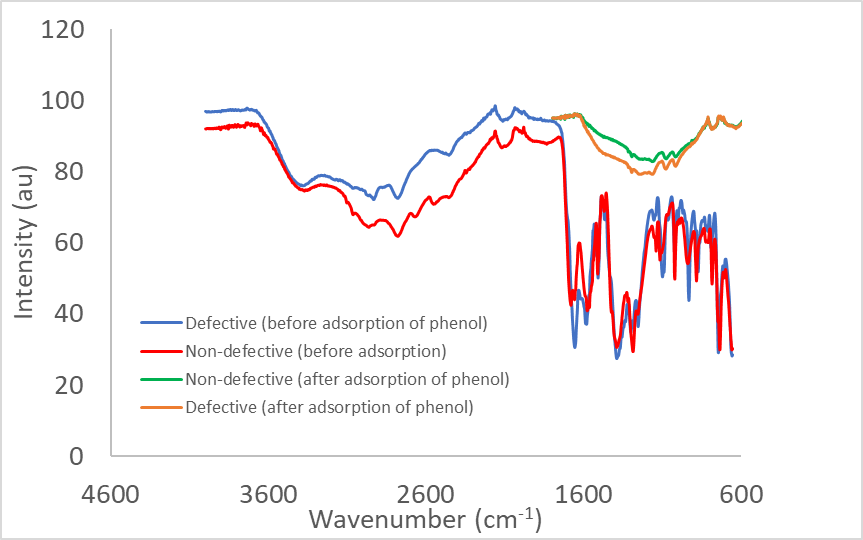 120
100
80
60
40
20
0
Intensity (au)
Defective (before adsorption of phenol)
Non-defective (before adsorption)
Non-defective (after adsorption of phenol)
Defective (after adsorption of phenol)
4600 3600 2600 1600 600
Wavenumber (cm-1)